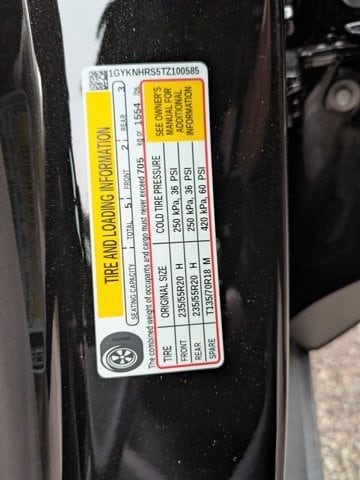 1GYKNHRS5TZ100585
TIRE AND LOADING INFORMATION
SEATING CAPACITY TOTAL 5 FRONT 2 REAR 3
The combined weight of occupants and cargo must never exceed 705 kg or 1554 lbs
TIRE ORIGINAL SIZE COLD TIRE PRESSURE
FRONT 235/55R20 H 250 kPa, 36 PSI
REAR 235/55R20 H 250 kPa, 36 PSI
SPARE T135/70R18 M 420 kPa, 60 PSI
SEE OWNER'S
MANUAL FOR
ADDITIONAL
INFORMATION